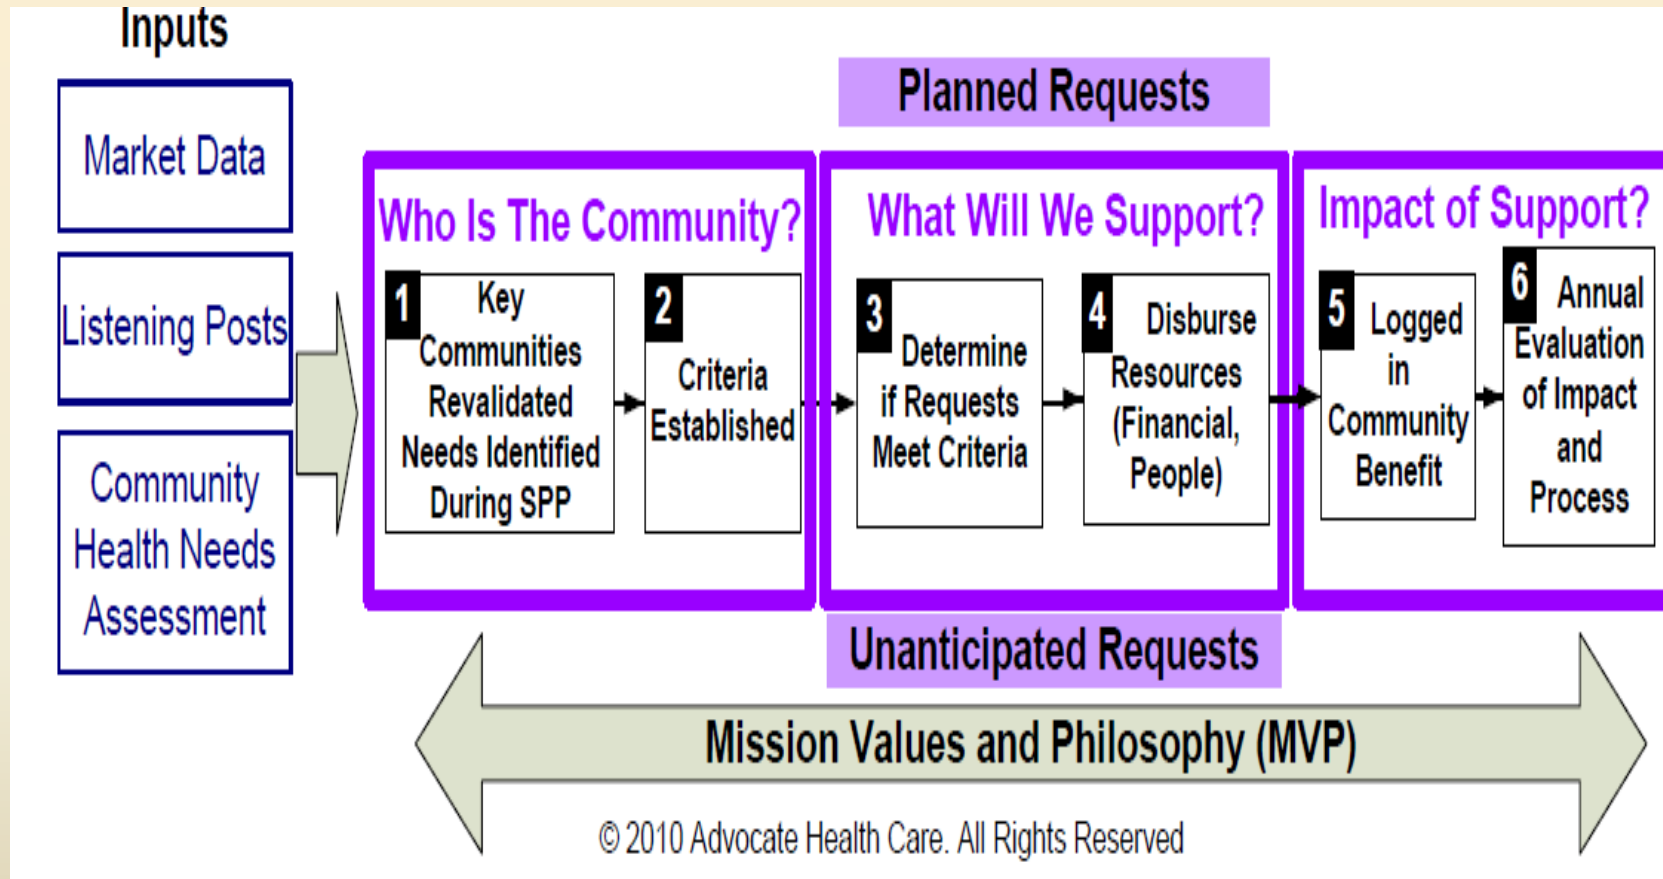 Inputs
Market Data
Listening Posts
Community
Health Needs
Assessment
Planned Requests
Who Is The Community?
1
Key
Communities
Revalidated
Needs Identified
During SPP
2
Criteria
Established
What Will We Support?
3
Determine
if Requests
Meet Criteria
4
Disburse
Resources
(Financial,
People)
Impact of Support?
5
Logged
in
Community
Benefit
6
Annual
Evaluation
of Impact
and
Process
Unanticipated Requests
Mission Values and Philosophy (MVP)
© 2010 Advocate Health Care. All Rights Reserved